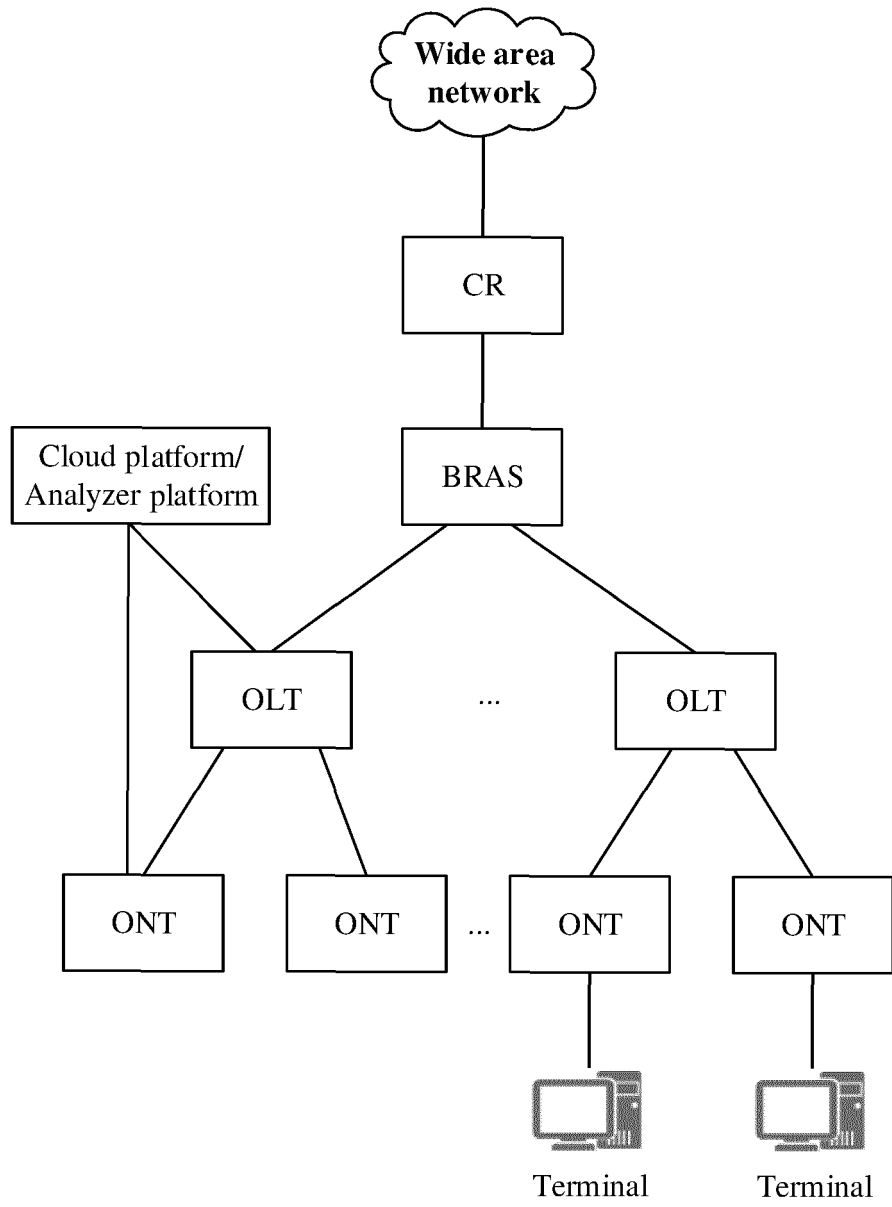 Wide area
network
CR
Cloud platform/
Analyzer platform
BRAS
OLT
...
OLT
ONT
ONT
...
ONT
ONT
Terminal
Terminal